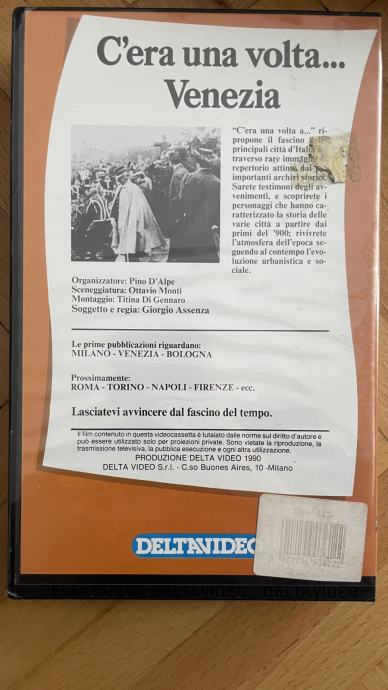 C'era una volta...
Venezia
"C'era una volta a..." ri-
propone il fascino
principali città d'Ital
traverso rare immagi
repertorio attinte dai
importanti archivi storici.
Sarete testimoni degli av-
venimenti, e scoprirete i
personaggi che hanno ca-
ratterizzato la storia delle
varie città a partire dai
primi del '900; rivivrete
l'atmosfera dell'epoca se-
guendo al contempo l'evo-
luzione urbanistica e so-
ciale.
Organizzatore: Pino D'Alpe
Sceneggiatura: Ottavio Monti
Montaggio: Titina Di Gennaro
Soggetto e regia: Giorgio Assenza
Le prime pubblicazioni riguardano:
MILANO - VENEZIA - BOLOGNA
Prossimamente:
ROMA - TORINO - NAPOLI - FIRENZE - ecc.
Lasciatevi avvincere dal fascino del tempo.
Il film contenuto in questa videocassetta è tutalato dalle norme sul diritto d'autore e
può essere utilizzato solo per proiezioni private. Sono vietate la riproduzione, la
trasmissione televisiva, la pubblica esecuzione e ogni altra utilizzazione.
PRODUZIONE DELTA VIDEO 1990
DELTA VIDEO S.r.l. - C.so Buones Aires, 10 -Milano
DELTAVIDEO
DELTAVIDEO DELTAVIDEO DELTAVIDEO